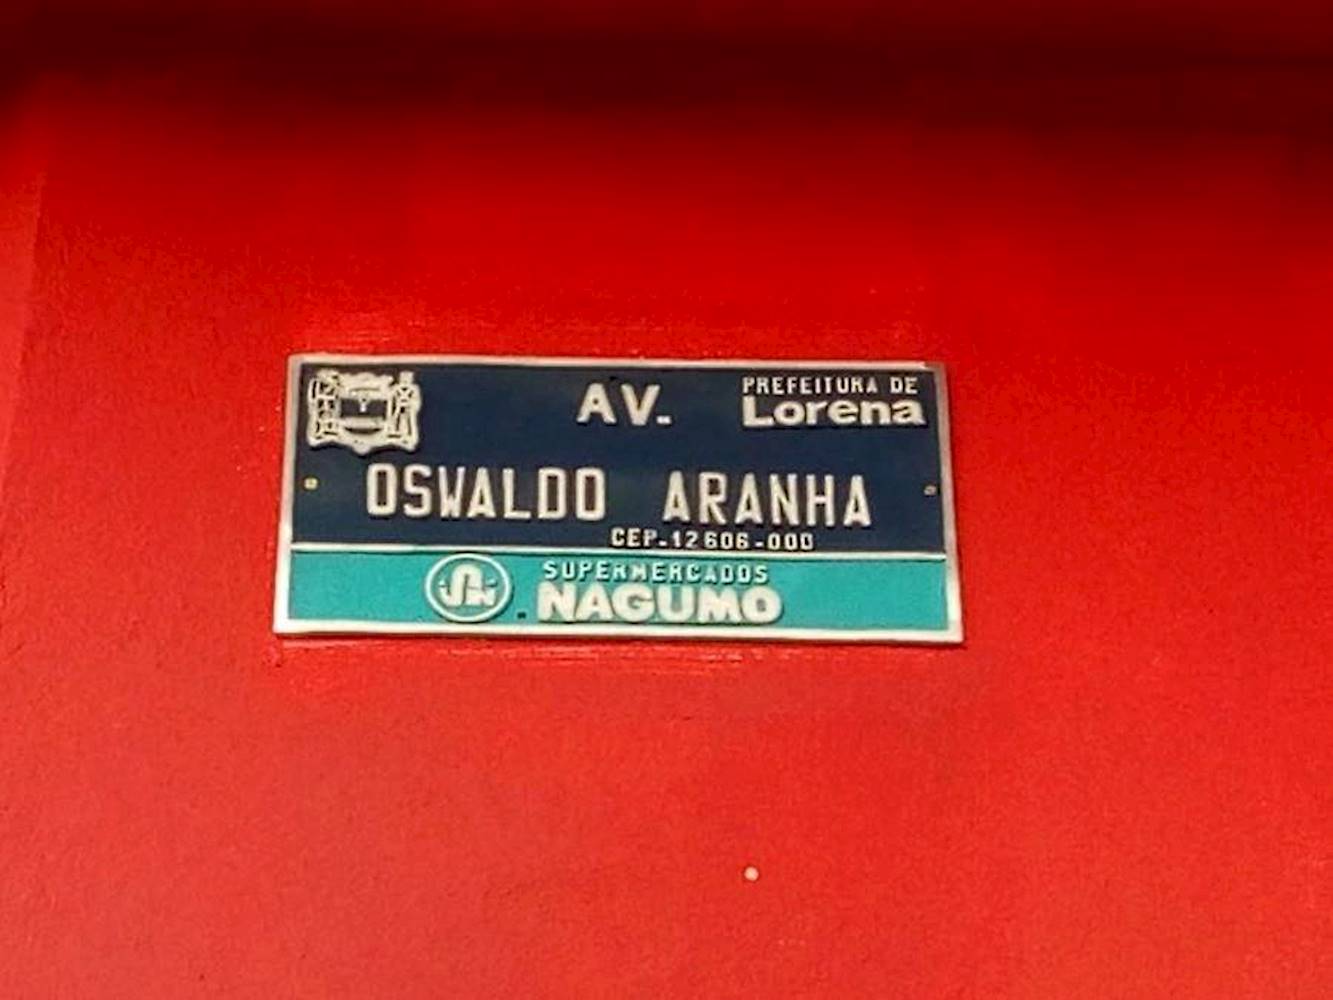 AV.
PREFEITURA DE
Lorena
OSWALDO ARANHA
CEP-12606-000
SUPERMERCADOS
NAGUMO